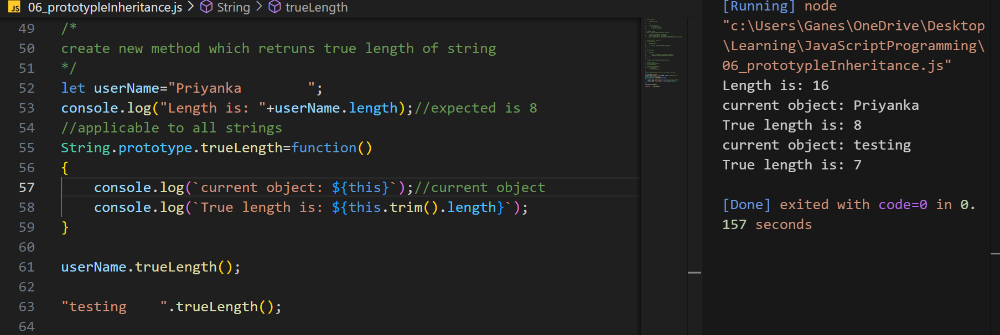 JS 06_prototypleInheritance.js > String > trueLength
49 /*
50 create new method which retruns true length of string
51 */
52 let userName="Priyanka        ";
53 console.log("Length is: "+userName.length);//expected is 8
54 //applicable to all strings
55 String.prototype.trueLength=function()
56 {
57     console.log(`current object: ${this}`);//current object
58     console.log(`True length is: ${this.trim().length}`);
59 }
60
61 userName.trueLength();
62
63 "testing    ".trueLength();
64
[Running] node
"c:\Users\Ganes\OneDrive\Desktop
\Learning\JavaScriptProgramming\
06_prototypleInheritance.js"
Length is: 16
current object: Priyanka
True length is: 8
current object: testing
True length is: 7
[Done] exited with code=0 in 0.
157 seconds